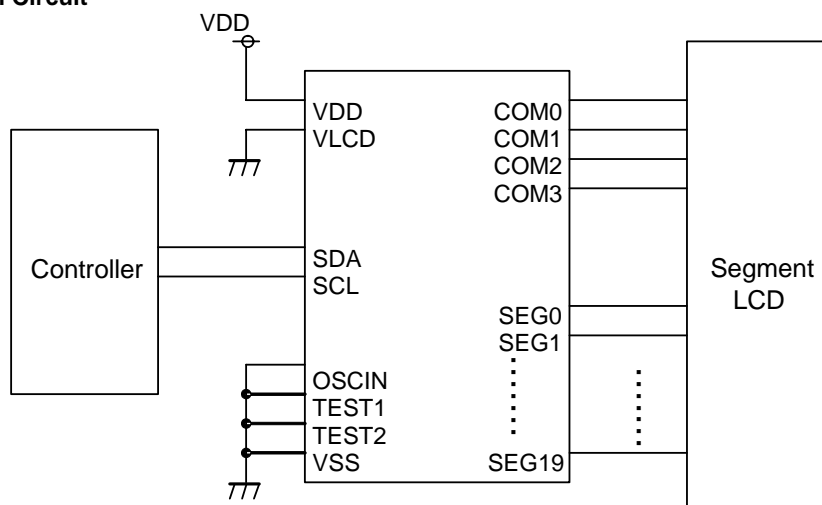 Circuit
VDD
VDD
VLCD
SDA
SCL
OSCIN
TEST1
TEST2
VSS
COM0
COM1
COM2
COM3
SEG0
SEG1
SEG19
Controller
Segment
LCD